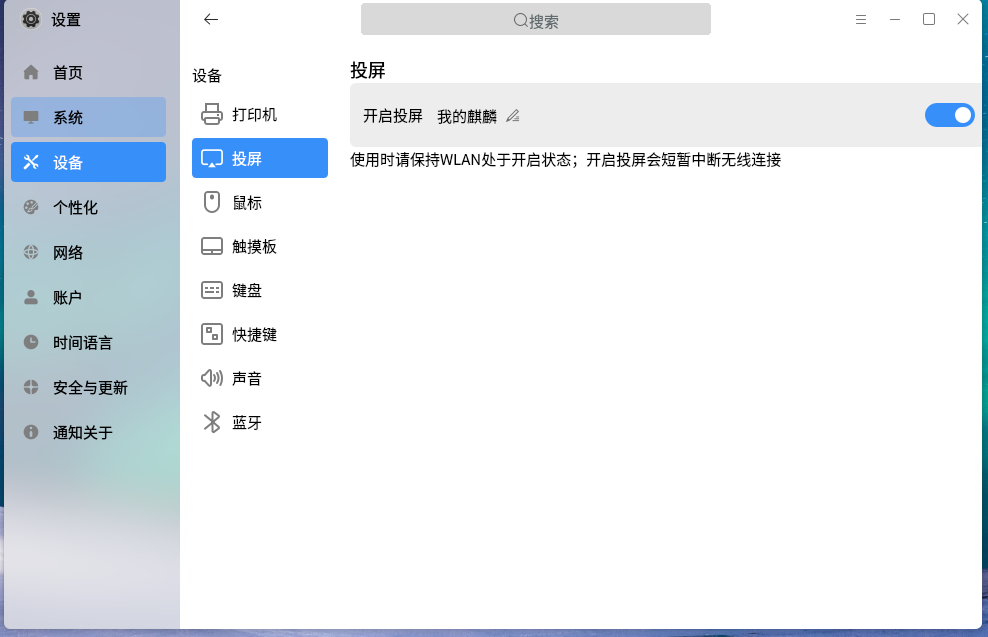 设置
搜索
首页
系统
设备
个性化
网络
账户
时间语言
安全与更新
通知关于
设备
打印机
投屏
鼠标
触摸板
键盘
快捷键
声音
蓝牙
投屏
开启投屏 我的麒麟
使用时请保持WLAN处于开启状态；开启投屏会短暂中断无线连接